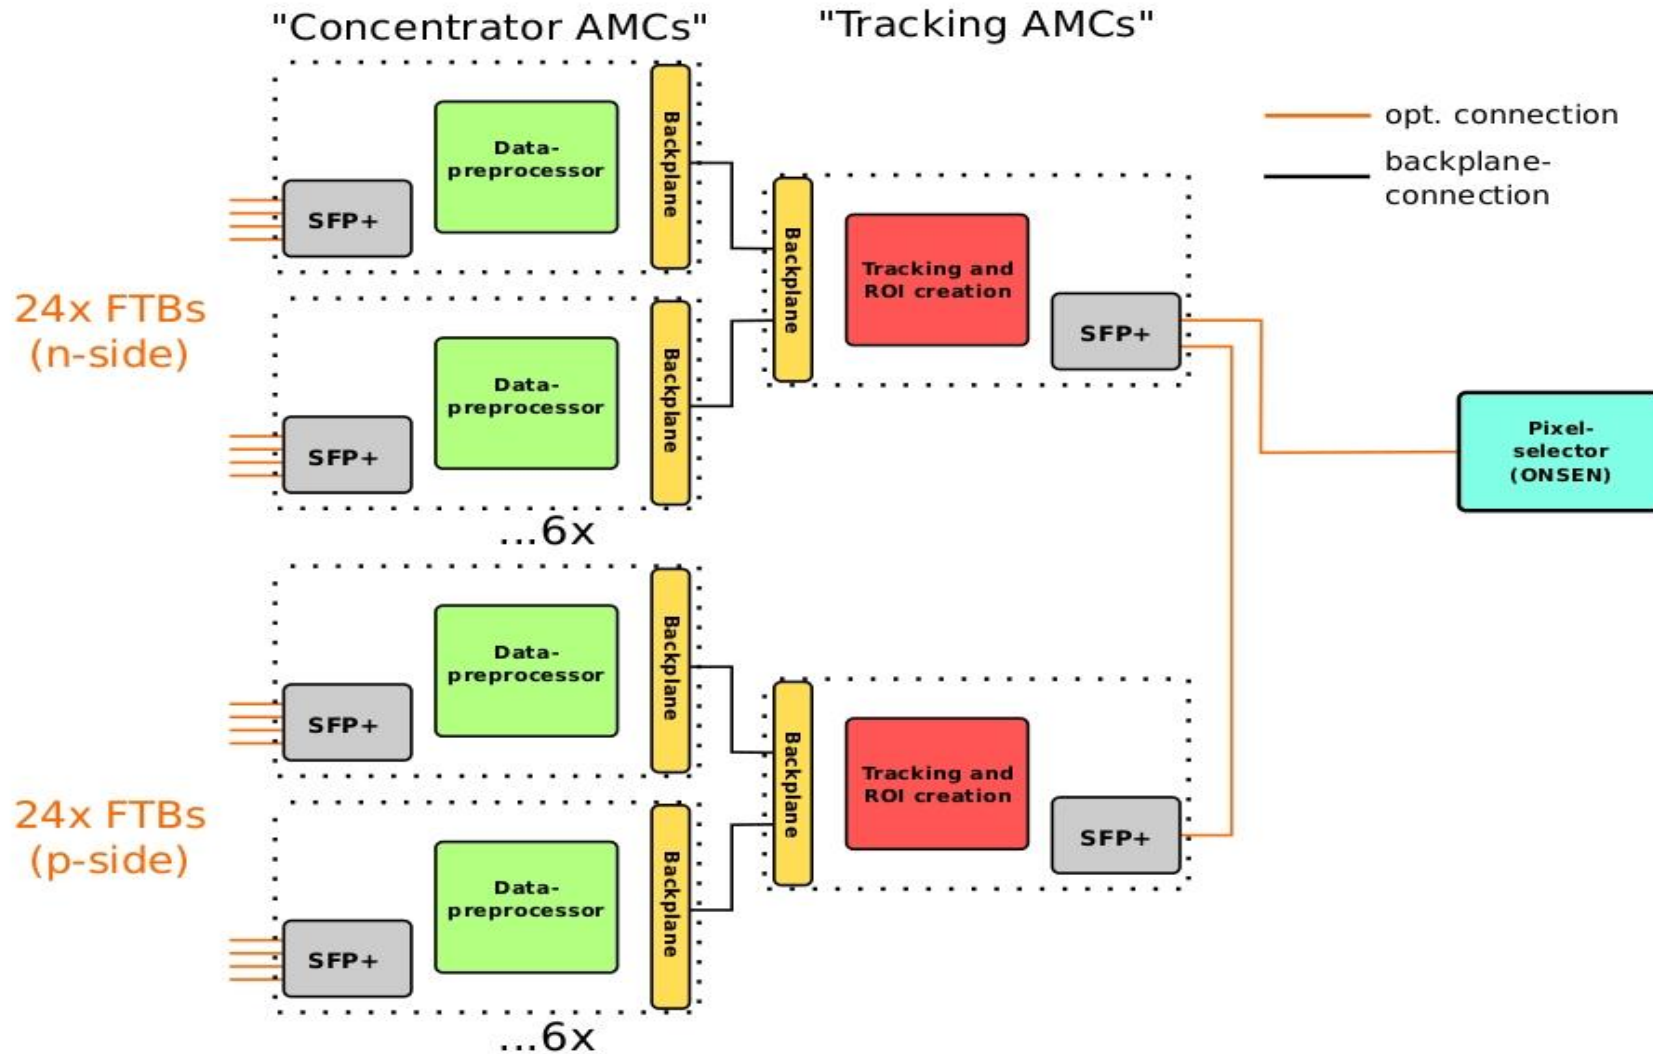 "Concentrator AMCs"
"Tracking AMCs"
opt. connection
backplane-
connection
Data-
preprocessor
Backplane
SFP+
Backplane
Tracking and
ROI creation
SFP+
24x FTBs
(n-side)
Data-
preprocessor
Backplane
SFP+
Pixel-
selector
(ONSEN)
...6x
Data-
preprocessor
Backplane
SFP+
Backplane
Tracking and
ROI creation
SFP+
24x FTBs
(p-side)
Data-
preprocessor
Backplane
SFP+
...6x